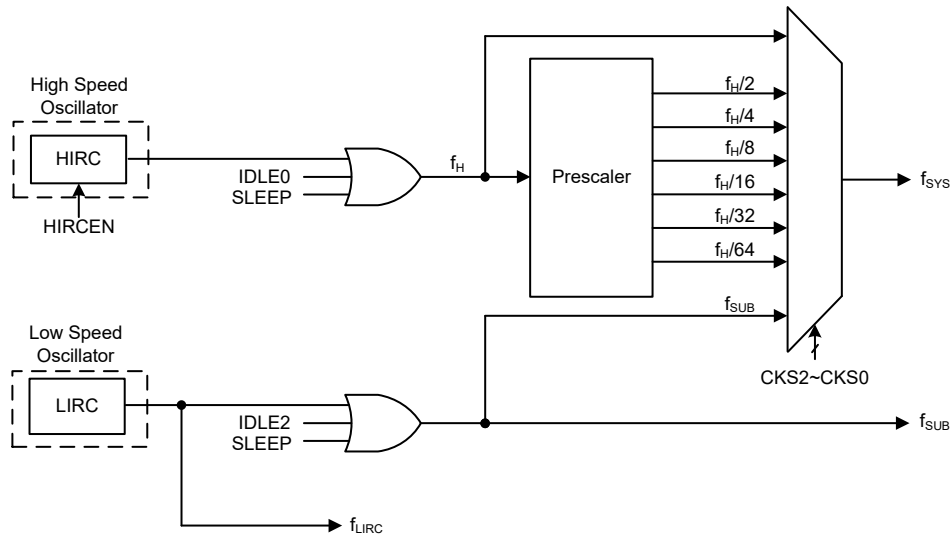 High Speed
Oscillator
HIRC
HIRCEN
IDLE0
SLEEP
fH
Prescaler
fH/2
fH/4
fH/8
fH/16
fH/32
fH/64
fSUB
fSYS
CKS2~CKS0
Low Speed
Oscillator
LIRC
IDLE2
SLEEP
fSUB
fLIRC